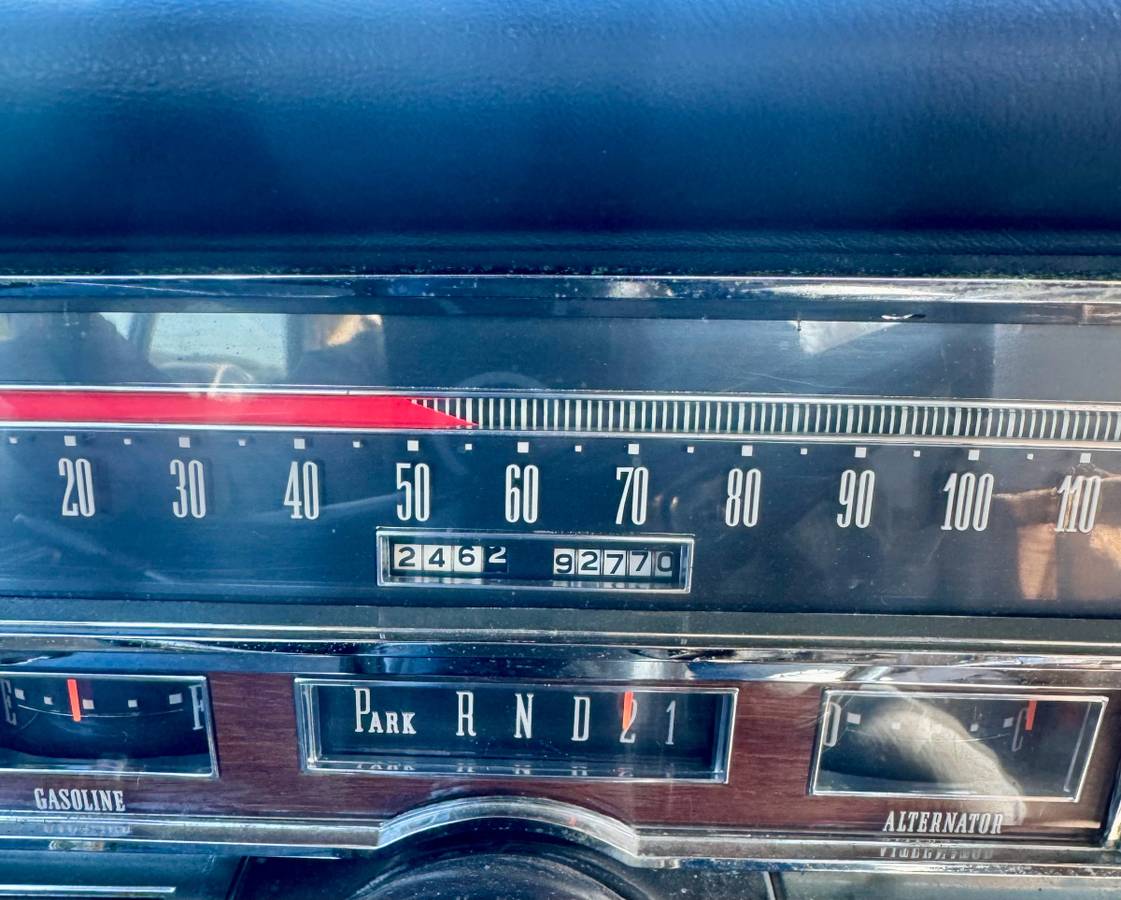 20 30 40 50 60 70 80 90 100 110
2462 92770
E F
PARK R N D 2 1
D C
GASOLINE
ALTERNATOR